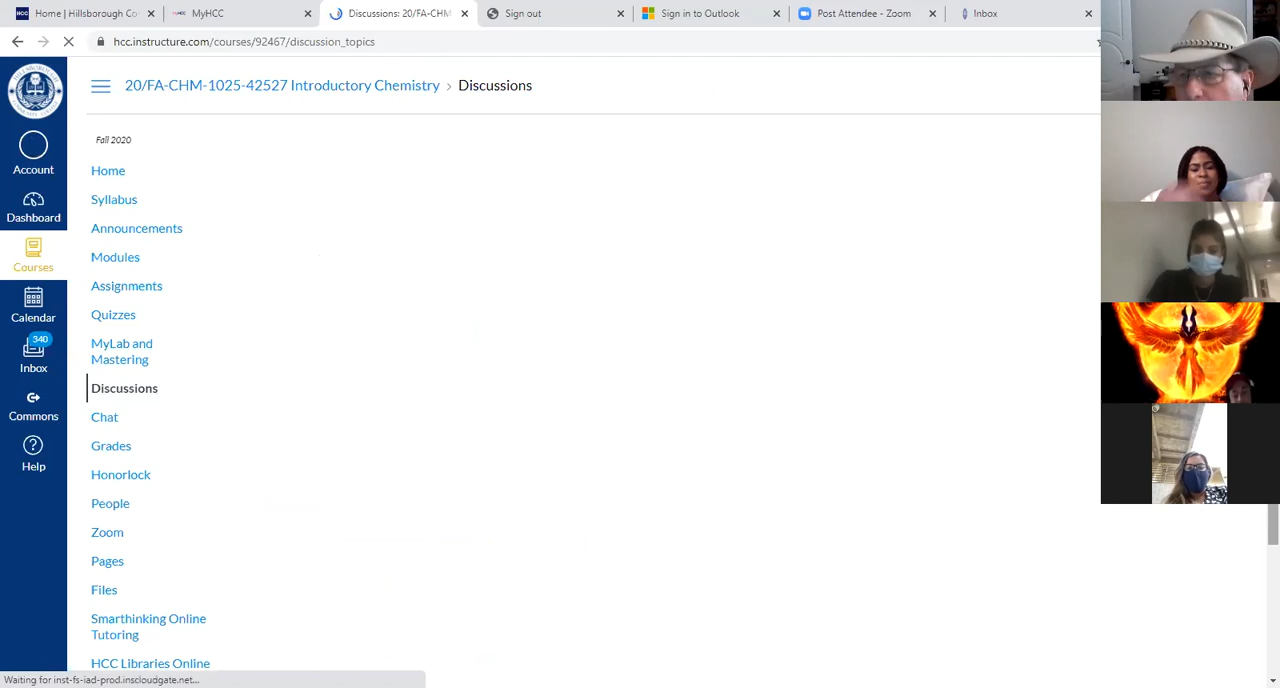 Home | Hillsborough Co
MyHCC
Discussions: 20/FA-CHM
Sign out
Sign in to Outlook
Post Attendee - Zoom
Inbox
hcc.instructure.com/courses/92467/discussion_topics
20/FA-CHM-1025-42527 Introductory Chemistry › Discussions
Fall 2020
Account
Dashboard
Courses
Calendar
340
Inbox
Commons
Help
Home
Syllabus
Announcements
Modules
Assignments
Quizzes
MyLab and
Mastering
Discussions
Chat
Grades
Honorlock
People
Zoom
Pages
Files
Smarthinking Online
Tutoring
HCC Libraries Online
Waiting for inst-fs-iad-prod.inscloudgate.net...